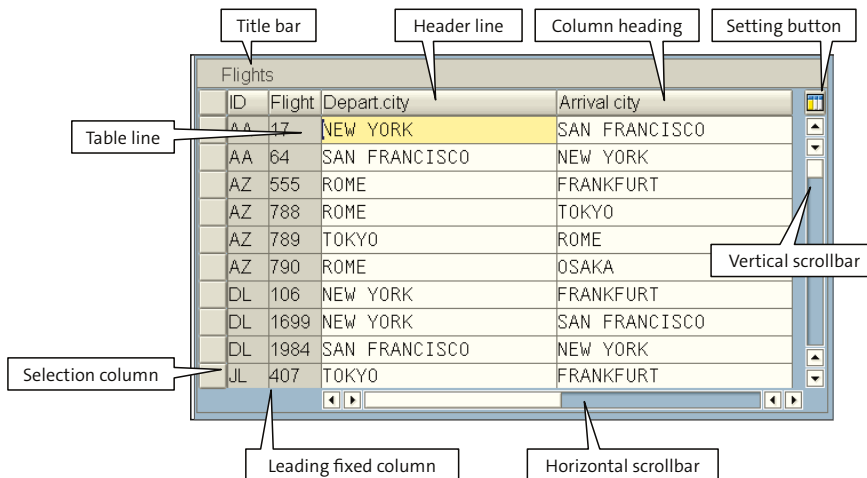 Title bar Header line Column heading Setting button
Flights
ID Flight Depart.city Arrival city
Table line
AA 17 NEW YORK SAN FRANCISCO
AA 64 SAN FRANCISCO NEW YORK
AZ 555 ROME FRANKFURT
AZ 788 ROME TOKYO
AZ 789 TOKYO ROME
Vertical scrollbar
AZ 790 ROME OSAKA
DL 106 NEW YORK FRANKFURT
DL 1699 NEW YORK SAN FRANCISCO
DL 1984 SAN FRANCISCO NEW YORK
Selection column
JL 407 TOKYO FRANKFURT
Leading fixed column Horizontal scrollbar